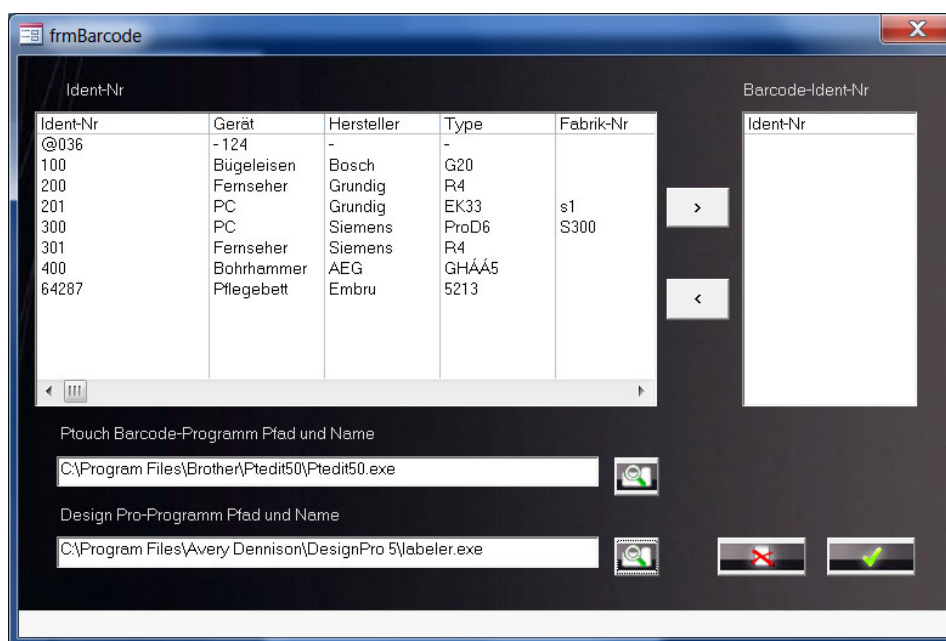 frmBarcode
Ident-Nr
Barcode-Ident-Nr
Ident-Nr Gerät Hersteller Type Fabrik-Nr
Ident-Nr
@036 - 124 - -
100 Bügeleisen Bosch G20
200 Fernseher Grundig R4
201 PC Grundig EK33 s1
300 PC Siemens ProD6 S300
301 Fernseher Siemens R4
400 Bohrhammer AEG GHÁÁ5
64287 Pflegebett Embru 5213
>
<
Ptouch Barcode-Programm Pfad und Name
C:\Program Files\Brother\Ptedit50\Ptedit50.exe
Design Pro-Programm Pfad und Name
C:\Program Files\Avery Dennison\DesignPro 5\labeler.exe